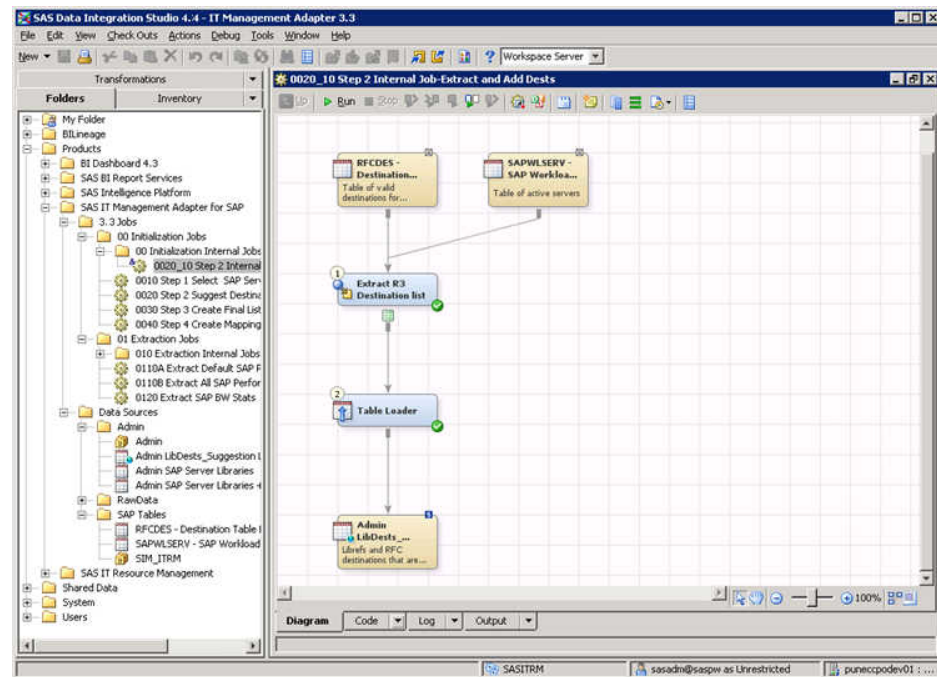 SAS Data Integration Studio 4.4 - IT Management Adapter 3.3
File Edit View Check Outs Actions Debug Tools Window Help
New Workspace Server
Transformations
Folders Inventory
My Folder
BILineage
Products
BI Dashboard 4.3
SAS BI Report Services
SAS Intelligence Platform
SAS IT Management Adapter for SAP
3.3 Jobs
00 Initialization Jobs
00 Initialization Internal Jobs
0020_10 Step 2 Internal
0010 Step 1 Select SAP Ser
0020 Step 2 Suggest Destina
0030 Step 3 Create Final List
0040 Step 4 Create Mapping
01 Extraction Jobs
010 Extraction Internal Jobs
0110A Extract Default SAP P
0110B Extract All SAP Perfor
0120 Extract SAP BW Stats
Data Sources
Admin
Admin
Admin LibDests_Suggestion L
Admin SAP Server Libraries
Admin SAP Server Libraries
RawData
SAP Tables
RFCDES - Destination Table
SAPWLSERV - SAP Workload
SIM_ITRM
SAS IT Resource Management
Shared Data
System
Users
0020_10 Step 2 Internal Job-Extract and Add Dests
Up Run Stop
RFCDES -
Destination...
Table of valid
destinations for...
SAPWLSERV -
SAP Workloa...
Table of active servers
1
Extract R3
Destination list
2
Table Loader
Admin
LibDests_...
Librefs and RFC
destinations that are...
100%
Diagram Code Log Output
SASITRM sasadm@saspw as Unrestricted puneccpodev01 : ...